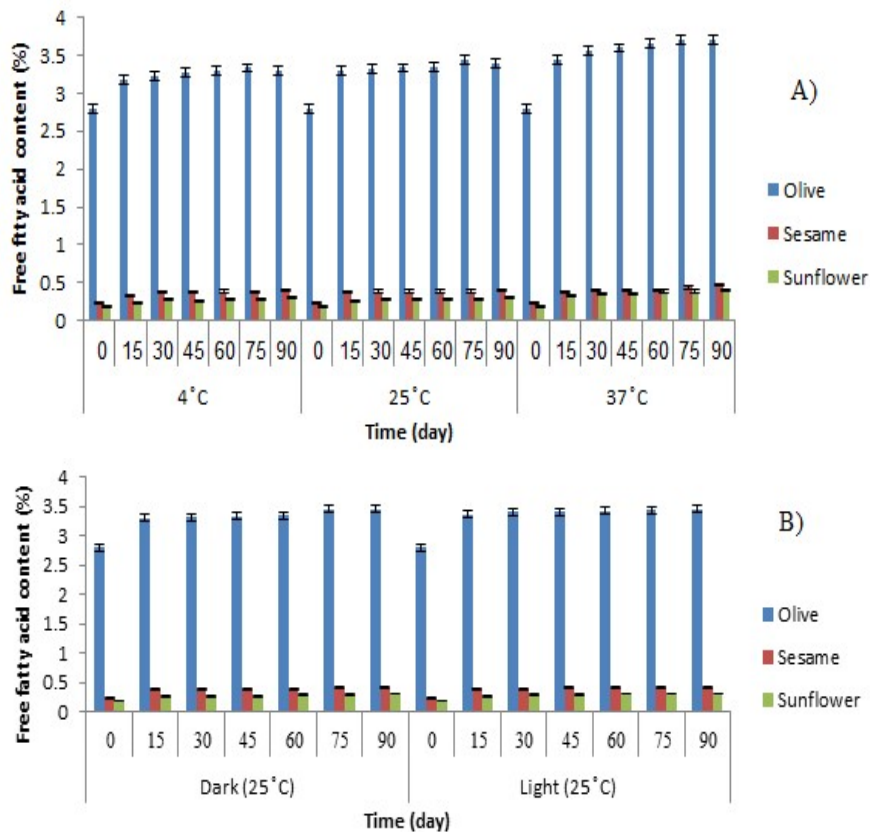 4
3.5
3
2.5
2
1.5
1
0.5
0
Free ftty acid content (%)
0 15 30 45 60 75 90 0 15 30 45 60 75 90 0 15 30 45 60 75 90
4˚C 25˚C 37˚C
Time (day)
A)
Olive
Sesame
Sunflower
4
3.5
3
2.5
2
1.5
1
0.5
0
Free fatty acid content (%)
0 15 30 45 60 75 90 0 15 30 45 60 75 90
Dark (25˚C) Light (25˚C)
Time (day)
B)
Olive
Sesame
Sunflower